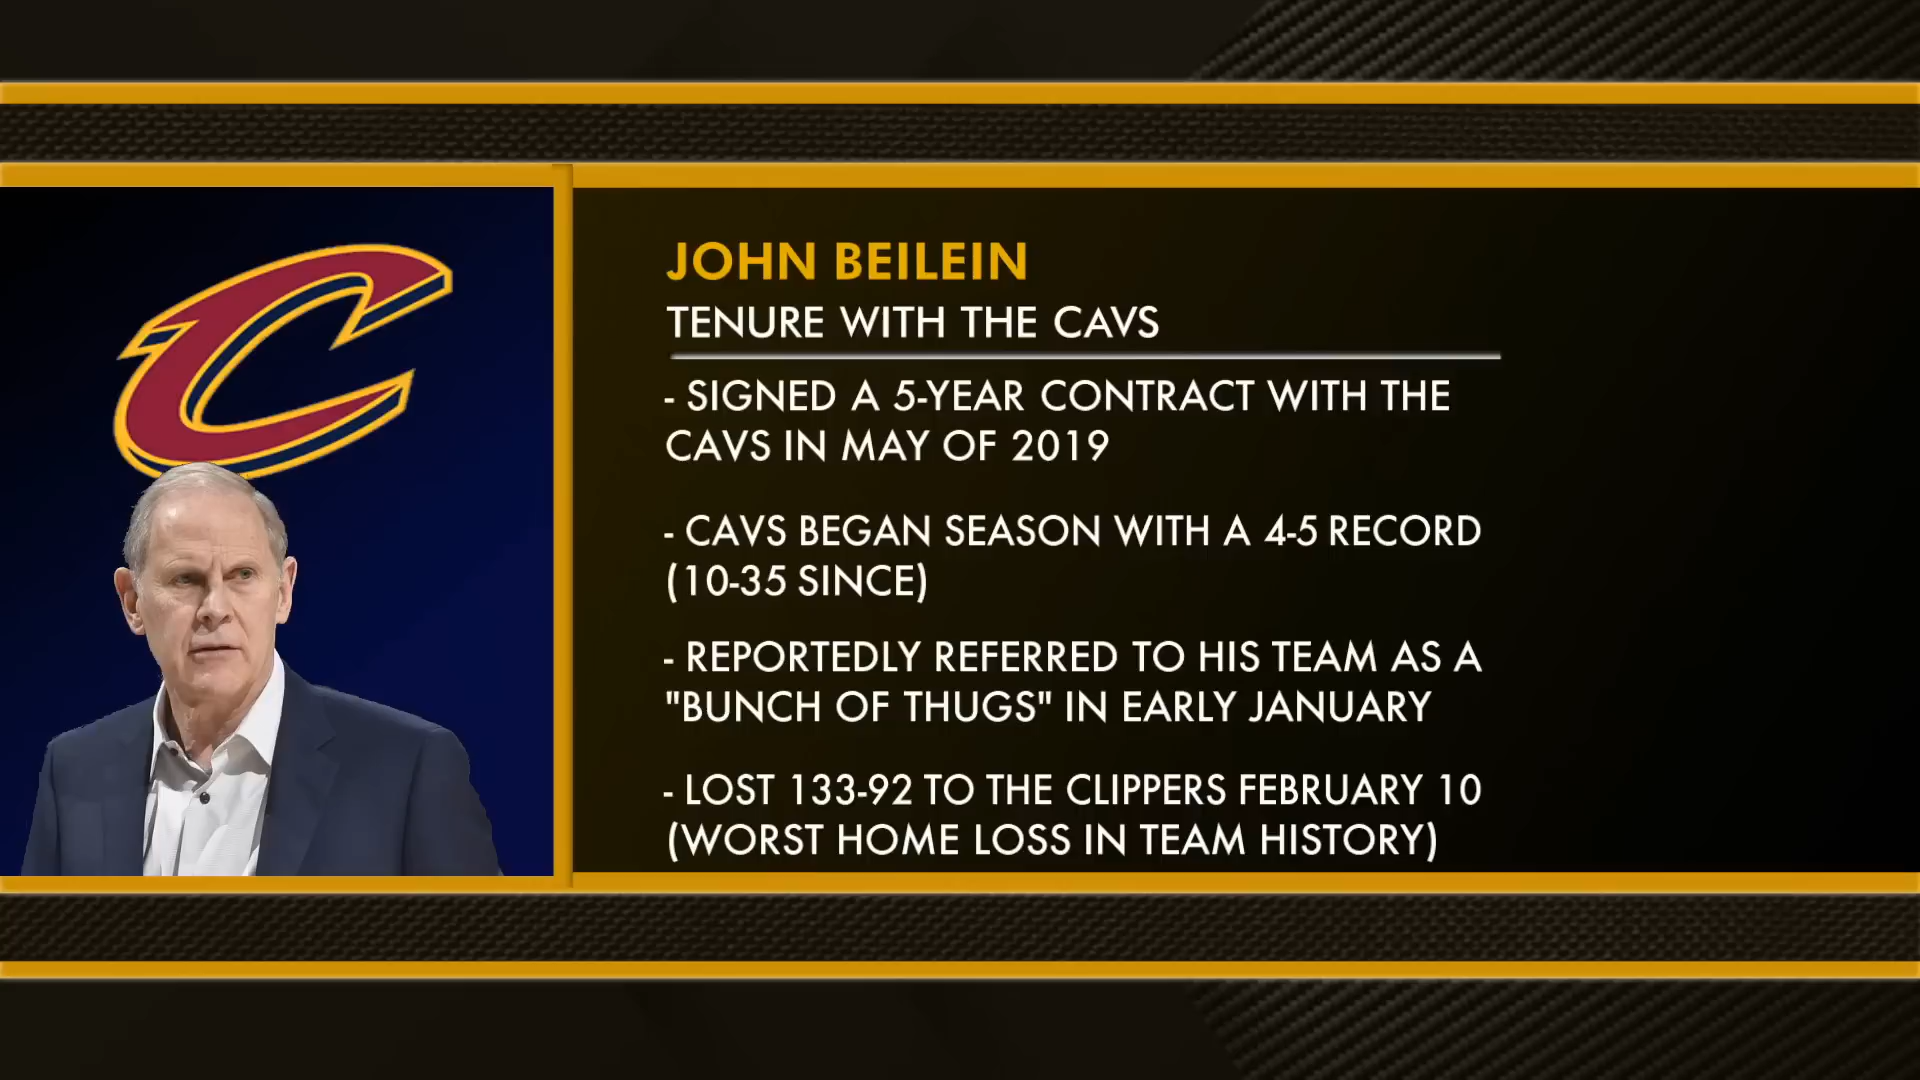 JOHN BEILEIN
TENURE WITH THE CAVS
- SIGNED A 5-YEAR CONTRACT WITH THE
CAVS IN MAY OF 2019
- CAVS BEGAN SEASON WITH A 4-5 RECORD
(10-35 SINCE)
- REPORTEDLY REFERRED TO HIS TEAM AS A
"BUNCH OF THUGS" IN EARLY JANUARY
- LOST 133-92 TO THE CLIPPERS FEBRUARY 10
(WORST HOME LOSS IN TEAM HISTORY)